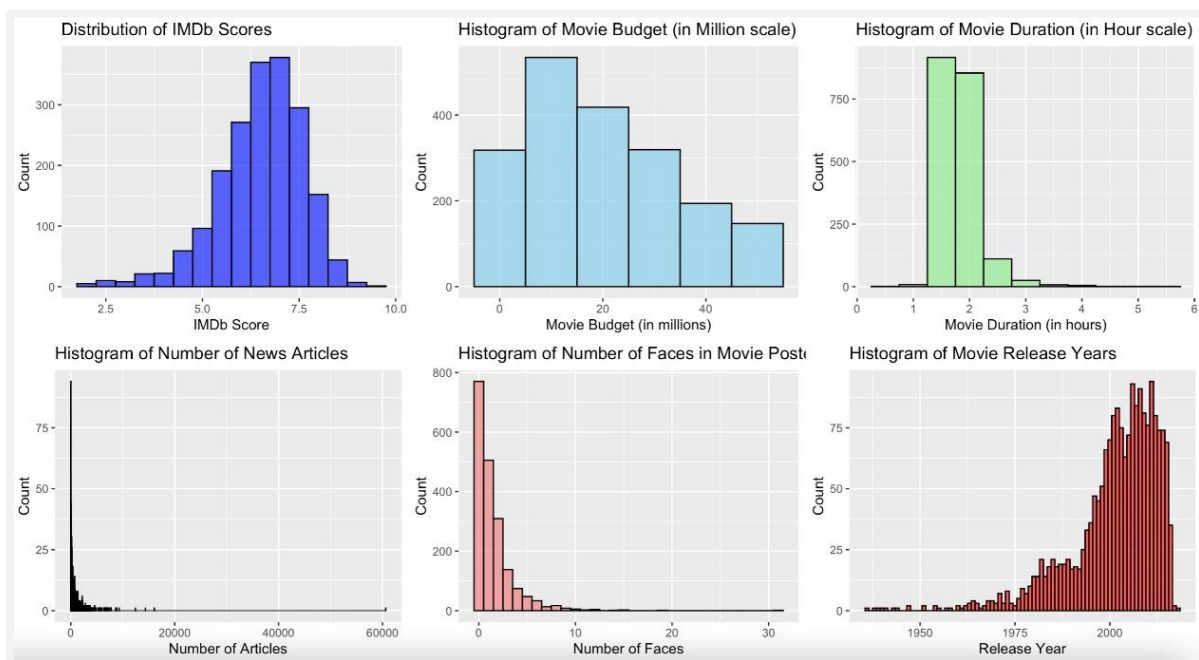 Distribution of IMDb Scores
300
200
100
0
Count
2.5 5.0 7.5 10.0
IMDb Score
Histogram of Movie Budget (in Million scale)
400
200
0
Count
0 20 40
Movie Budget (in millions)
Histogram of Movie Duration (in Hour scale)
750
500
250
0
Count
0 1 2 3 4 5 6
Movie Duration (in hours)
Histogram of Number of News Articles
75
50
25
0
Count
0 20000 40000 60000
Number of Articles
Histogram of Number of Faces in Movie Poste
800
600
400
200
0
Count
0 10 20 30
Number of Faces
Histogram of Movie Release Years
75
50
25
0
Count
1950 1975 2000
Release Year